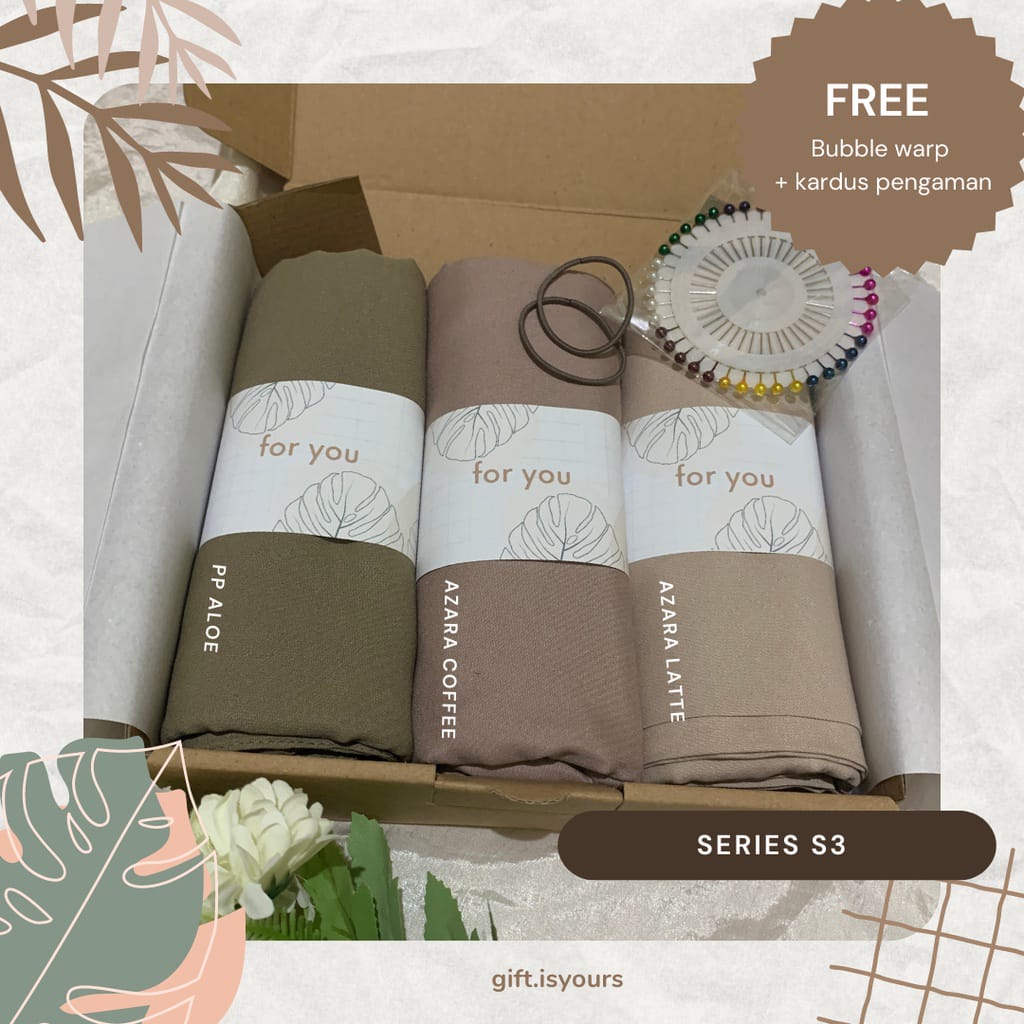 FREE
Bubble warp
+ kardus pengaman
for you
for you
for you
PP ALOE
AZARA COFFEE
AZARA LATTE
SERIES S3
gift.isyours